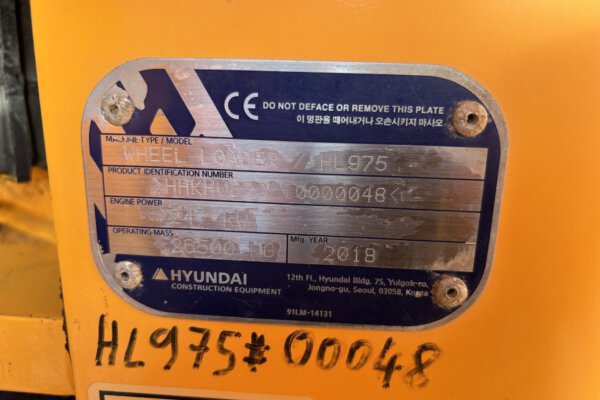 CE DO NOT DEFACE OR REMOVE THIS PLATE
이 명판을 떼어내거나 오손시키지 마시오
MACHINE TYPE / MODEL
WHEEL LOADER / HL975
PRODUCT IDENTIFICATION NUMBER
0000048
ENGINE POWER
OPERATING MASS
Mfg. YEAR
26500 KG
2018
HYUNDAI
CONSTRUCTION EQUIPMENT
12th Fl., Hyundai Bldg. 75, Yulgok-ro,
Jongno-gu, Seoul, 03058, Korea
91LM-14131
HL975*00048